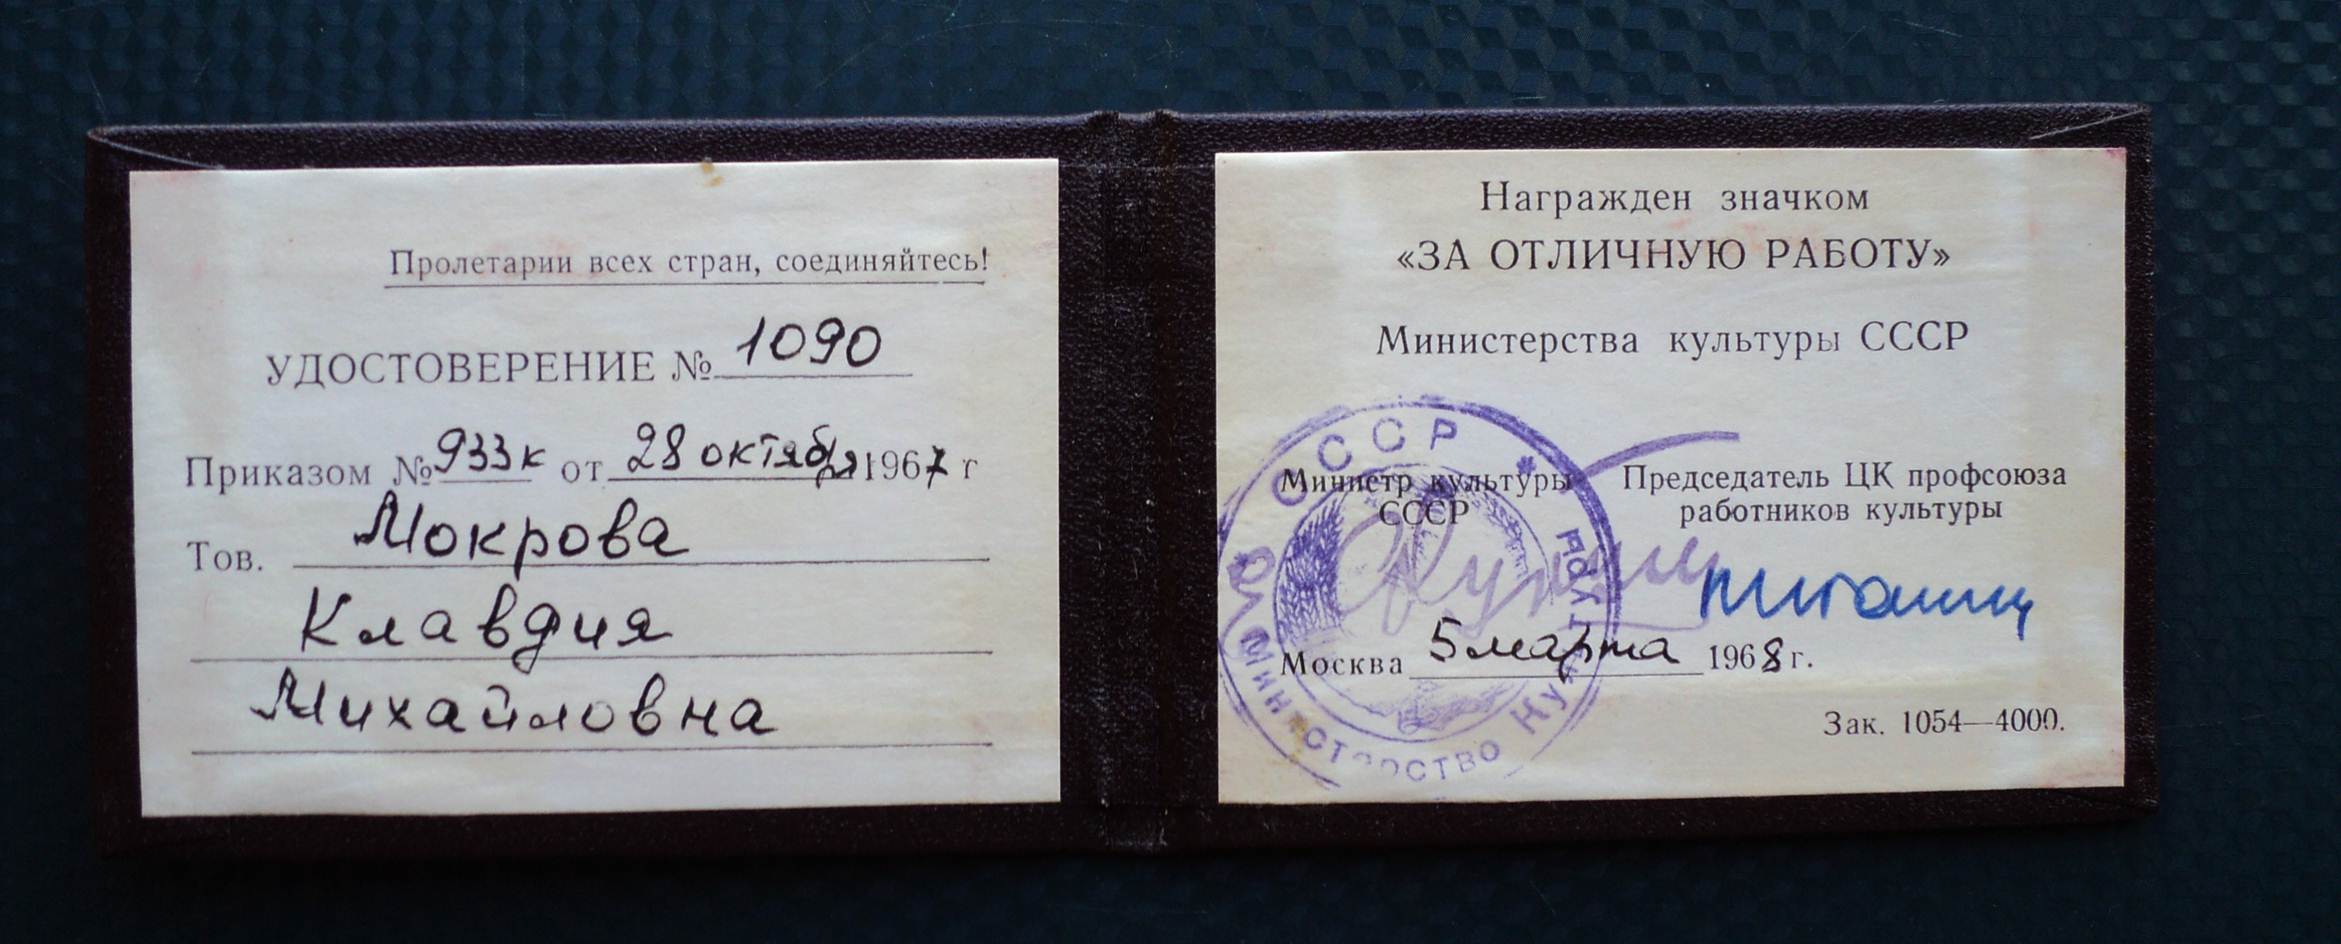 Пролетарии всех стран, соединяйтесь!
УДОСТОВЕРЕНИЕ № 1090
Приказом № 933к от 28 октября 1967 г
Тов. Мокрова
Клавдия
Михайловна
Награжден значком
«ЗА ОТЛИЧНУЮ РАБОТУ»
Министерства культуры СССР
Министр культуры
СССР
Председатель ЦК профсоюза
работников культуры
Москва 5 марта 1968 г.
Зак. 1054—4000.
СССР
Министерство культуры